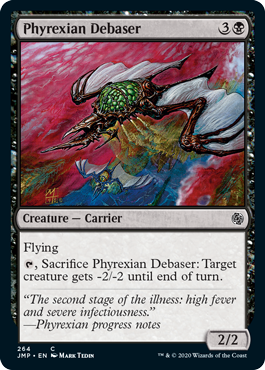 Phyrexian Debaser 3
Creature — Carrier
Flying
, Sacrifice Phyrexian Debaser: Target
creature gets -2/-2 until end of turn.
“The second stage of the illness: high fever
and severe infectiousness.”
—Phyrexian progress notes
2/2
264 C
JMP • EN MARK TEDIN
™ & © 2020 Wizards of the Coast